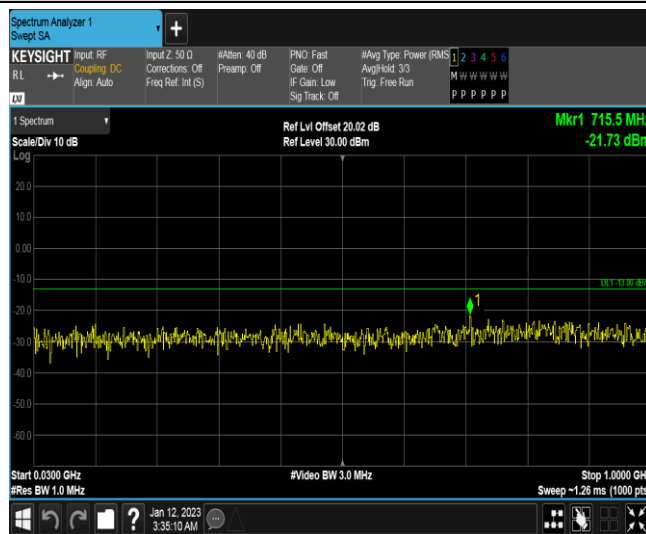 Spectrum Analyzer 1
Swept SA
+
KEYSIGHT
RL
LXI
Input: RF
Coupling: DC
Align: Auto
Input Z: 50 Ω
Corrections: Off
Freq Ref: Int (S)
#Atten: 40 dB
Preamp: Off
PNO: Fast
Gate: Off
IF Gain: Low
Sig Track: Off
#Avg Type: Power (RMS
Avg|Hold: 3/3
Trig: Free Run
1 2 3 4 5 6
M W W W W W
P P P P P P
1 Spectrum
Scale/Div 10 dB
Ref Lvl Offset 20.02 dB
Ref Level 30.00 dBm
Mkr1 715.5 MHz
-21.73 dBm
Log
20.0
10.0
0.00
-10.0
DL1 -13.00 dBm
1
-20.0
-30.0
-40.0
-50.0
-60.0
Start 0.0300 GHz
#Res BW 1.0 MHz
#Video BW 3.0 MHz
Stop 1.0000 GH
Sweep ~1.26 ms (1000 pts
?
Jan 12, 2023
3:35:10 AM